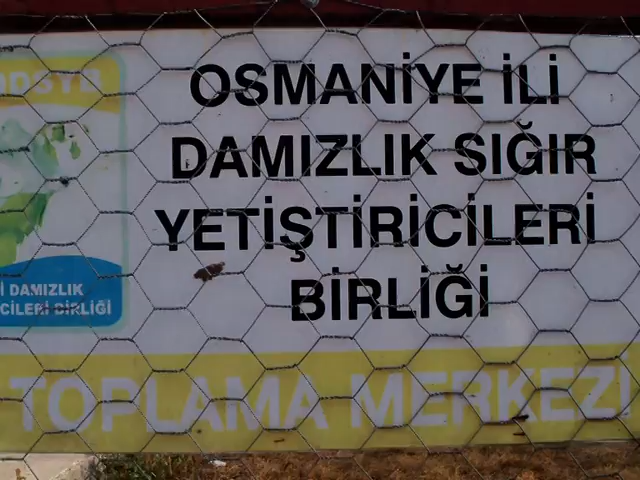 OSMANİYE İLİ
DAMIZLIK SIĞIR
YETİŞTİRİCİLERİ
BİRLİĞİ
DSYB
İ DAMIZLIK
CİLERİ BİRLİĞİ
TOPLAMA MERKEZİ